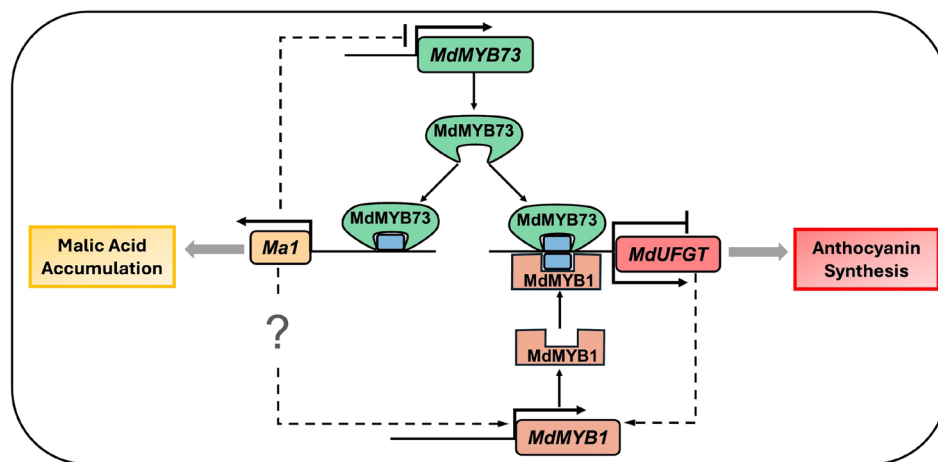 MdMYB73
MdMYB73
MdMYB73
MdMYB73
Malic Acid
Accumulation
Ma1
MdUFGT
Anthocyanin
Synthesis
MdMYB1
?
MdMYB1
MdMYB1